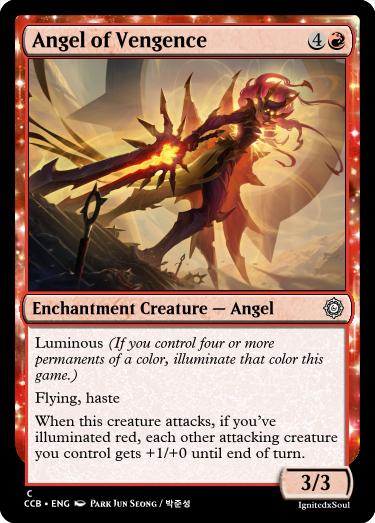 Angel of Vengence 4
Enchantment Creature — Angel
Luminous (If you control four or more
permanents of a color, illuminate that color this
game.)
Flying, haste
When this creature attacks, if you’ve
illuminated red, each other attacking creature
you control gets +1/+0 until end of turn.
3/3
C
CCB • ENG Park Jun Seong / 박준성
IgnitedxSoul